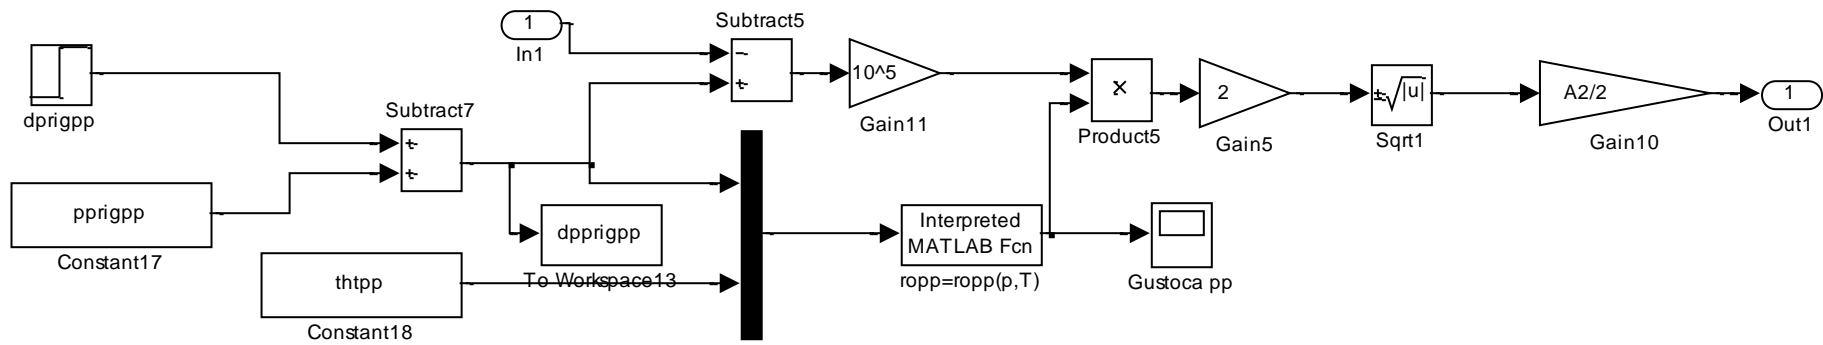 dprigpp
pprigpp
Constant17
+
+
Subtract7
thtpp
Constant18
dpprigpp
To Workspace13
1
In1
Subtract5
-
+
10^5
Gain11
Interpreted
MATLAB Fcn
ropp=ropp(p,T)
Gustoca pp
×
Product5
2
Gain5
±√|u|
Sqrt1
A2/2
Gain10
1
Out1